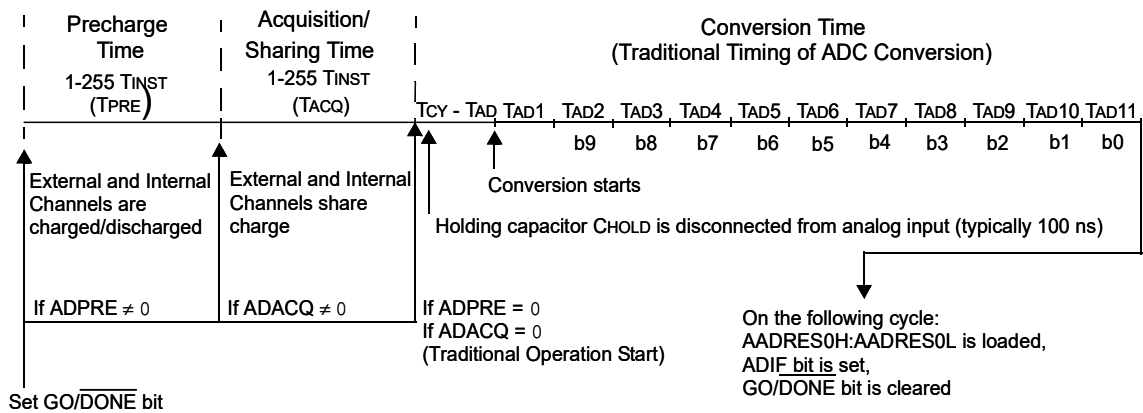 Precharge
Time
1-255 TINST
(TPRE)
Acquisition/
Sharing Time
1-255 TINST
(TACQ)
Conversion Time
(Traditional Timing of ADC Conversion)
TCY - TAD TAD1 TAD2 TAD3 TAD4 TAD5 TAD6 TAD7 TAD8 TAD9 TAD10 TAD11
b9 b8 b7 b6 b5 b4 b3 b2 b1 b0
External and Internal
Channels are
charged/discharged
External and Internal
Channels share
charge
Conversion starts
Holding capacitor CHOLD is disconnected from analog input (typically 100 ns)
If ADPRE ≠ 0
If ADACQ ≠ 0
If ADPRE = 0
If ADACQ = 0
(Traditional Operation Start)
On the following cycle:
AADRES0H:AADRES0L is loaded,
ADIF bit is set,
GO/DONE bit is cleared
Set GO/DONE bit